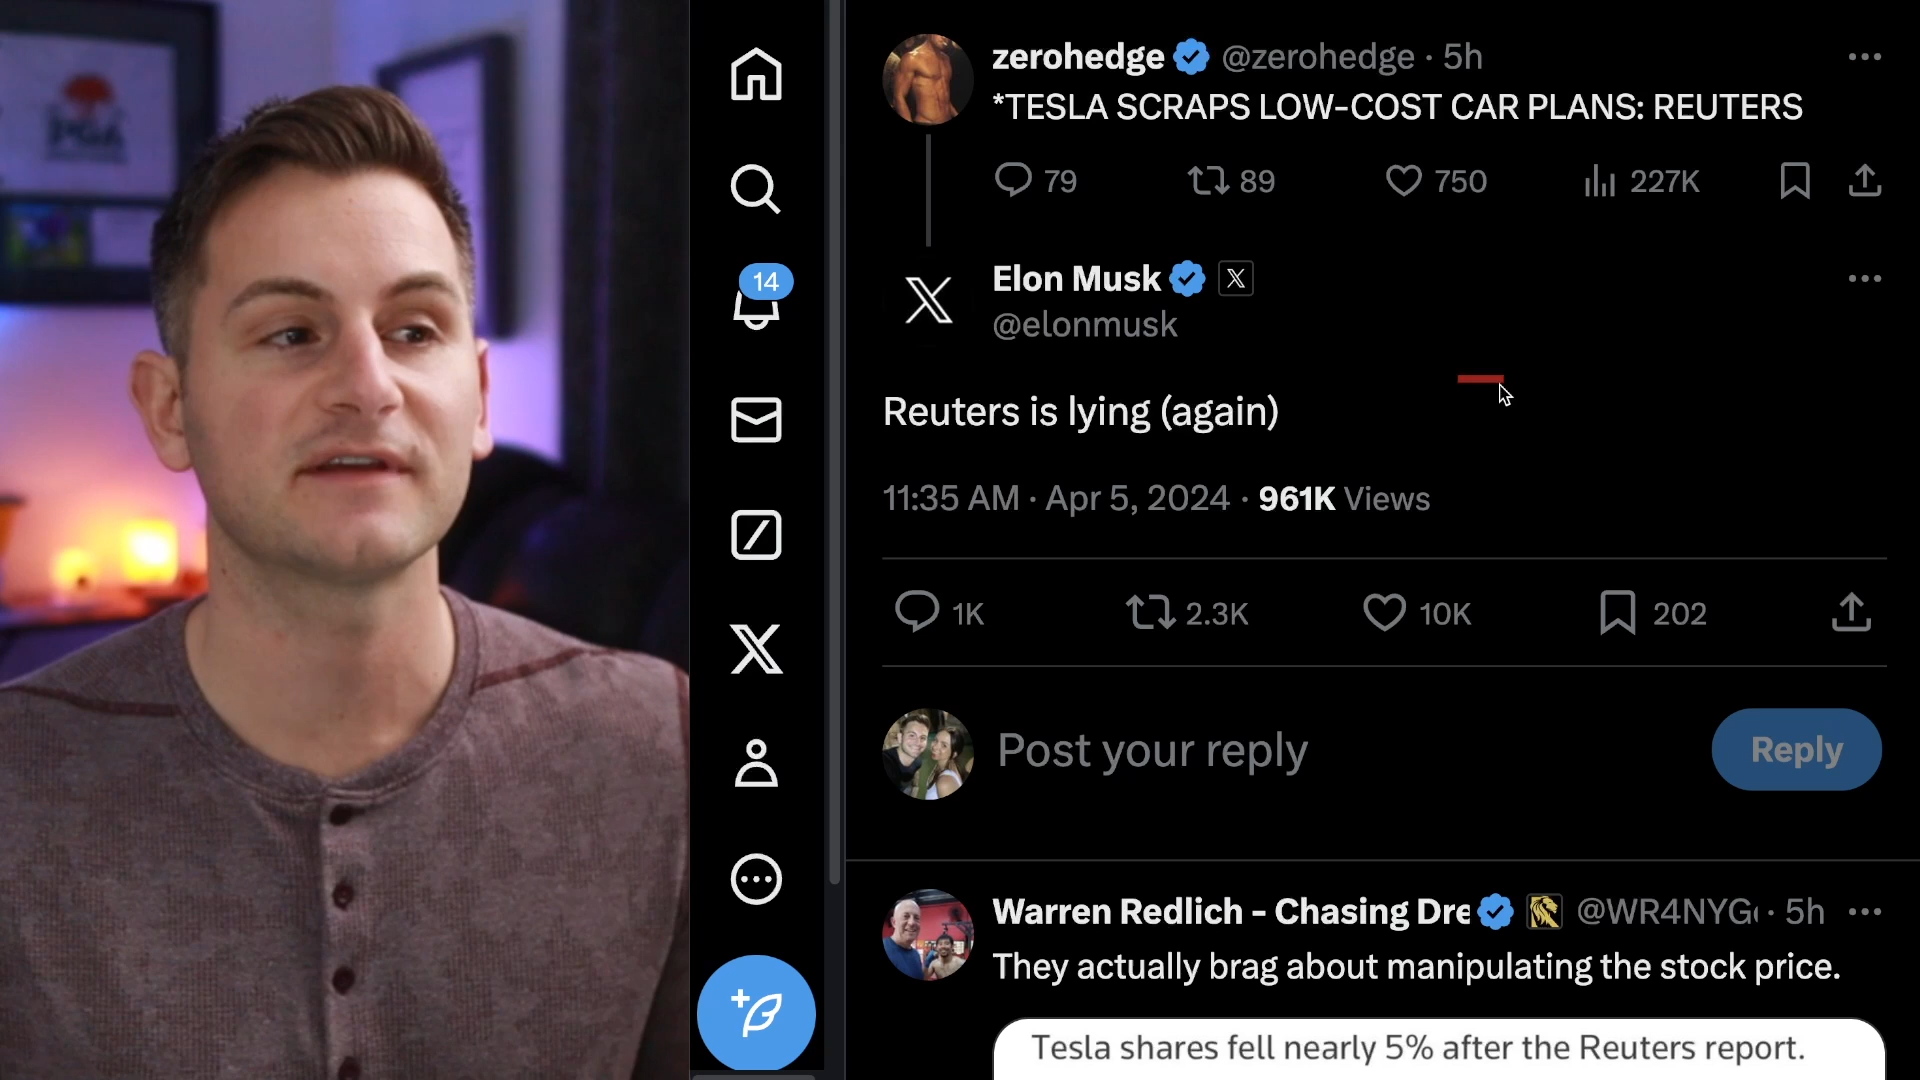 PGA
zerohedge @zerohedge · 5h
*TESLA SCRAPS LOW-COST CAR PLANS: REUTERS
79 89 750 227K
14
Elon Musk X
@elonmusk
Reuters is lying (again)
11:35 AM · Apr 5, 2024 · 961K Views
1K 2.3K 10K 202
Post your reply Reply
Warren Redlich - Chasing Dre @WR4NYG · 5h
They actually brag about manipulating the stock price.
Tesla shares fell nearly 5% after the Reuters report.